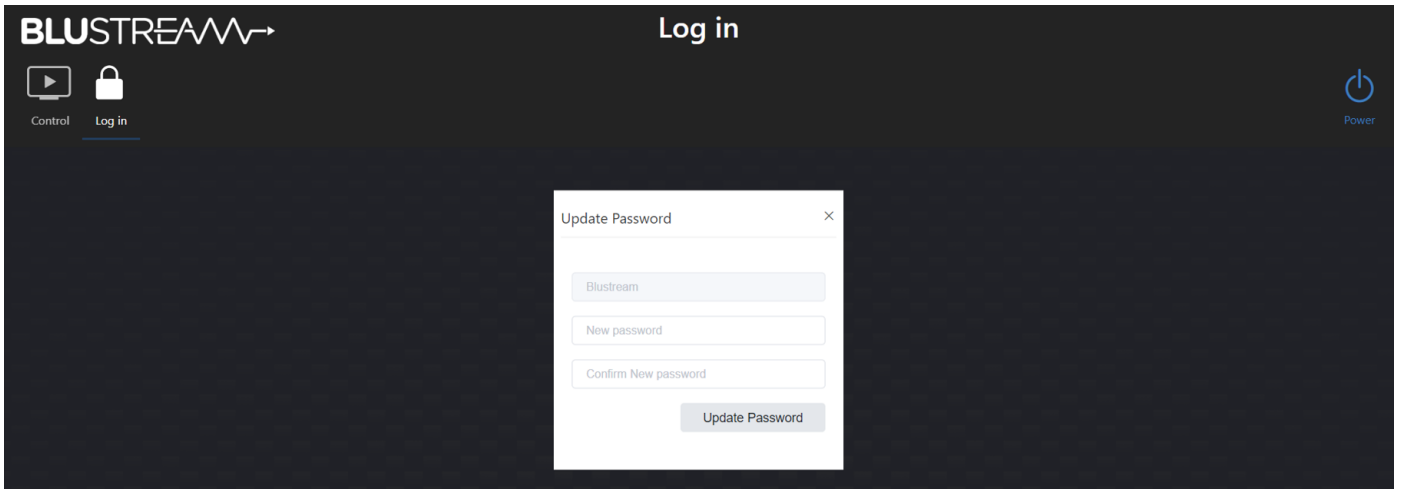 BLUSTREAM
Log in
Control
Log in
Power
Update Password
Blustream
New password
Confirm New password
Update Password